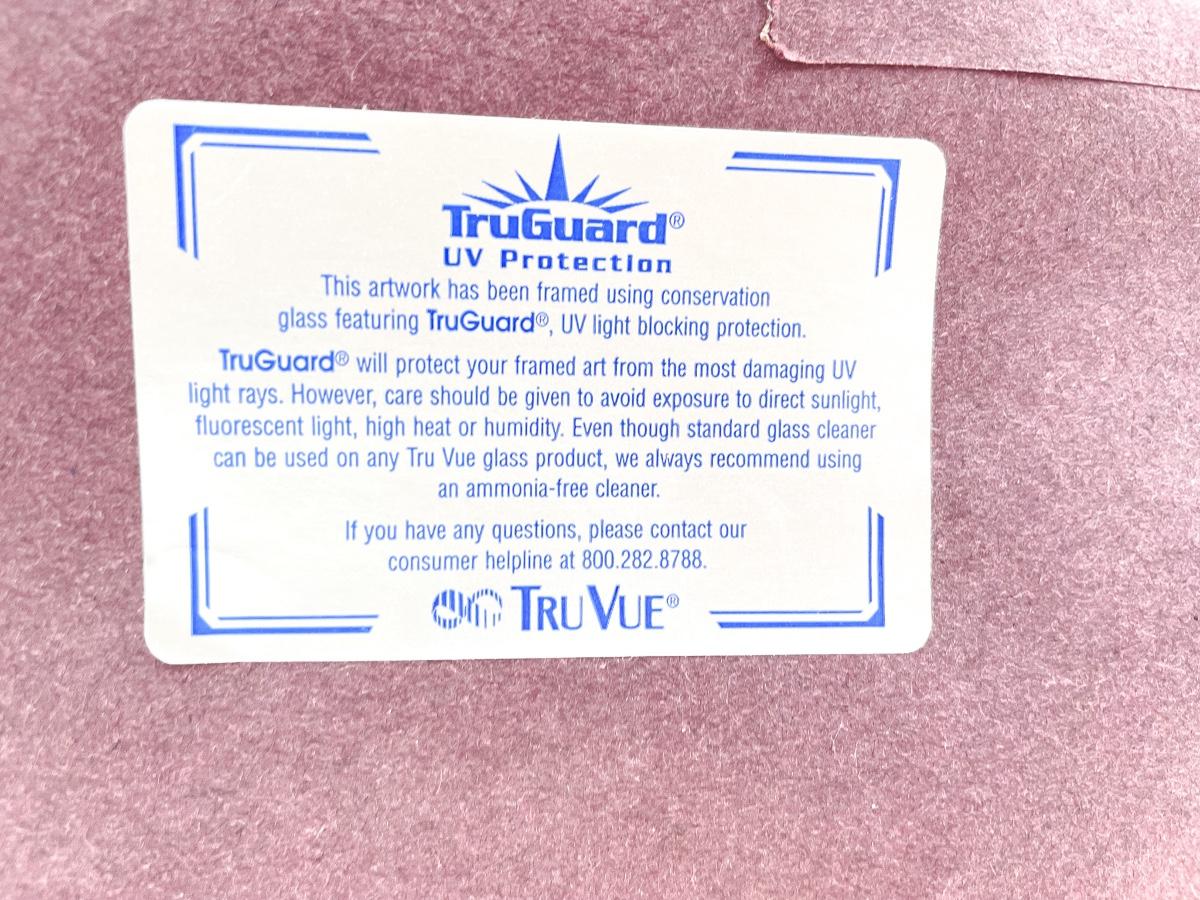 TruGuard®
UV Protection
This artwork has been framed using conservation
glass featuring TruGuard®, UV light blocking protection.
TruGuard® will protect your framed art from the most damaging UV
light rays. However, care should be given to avoid exposure to direct sunlight,
fluorescent light, high heat or humidity. Even though standard glass cleaner
can be used on any Tru Vue glass product, we always recommend using
an ammonia-free cleaner.
If you have any questions, please contact our
consumer helpline at 800.282.8788.
TRU VUE®